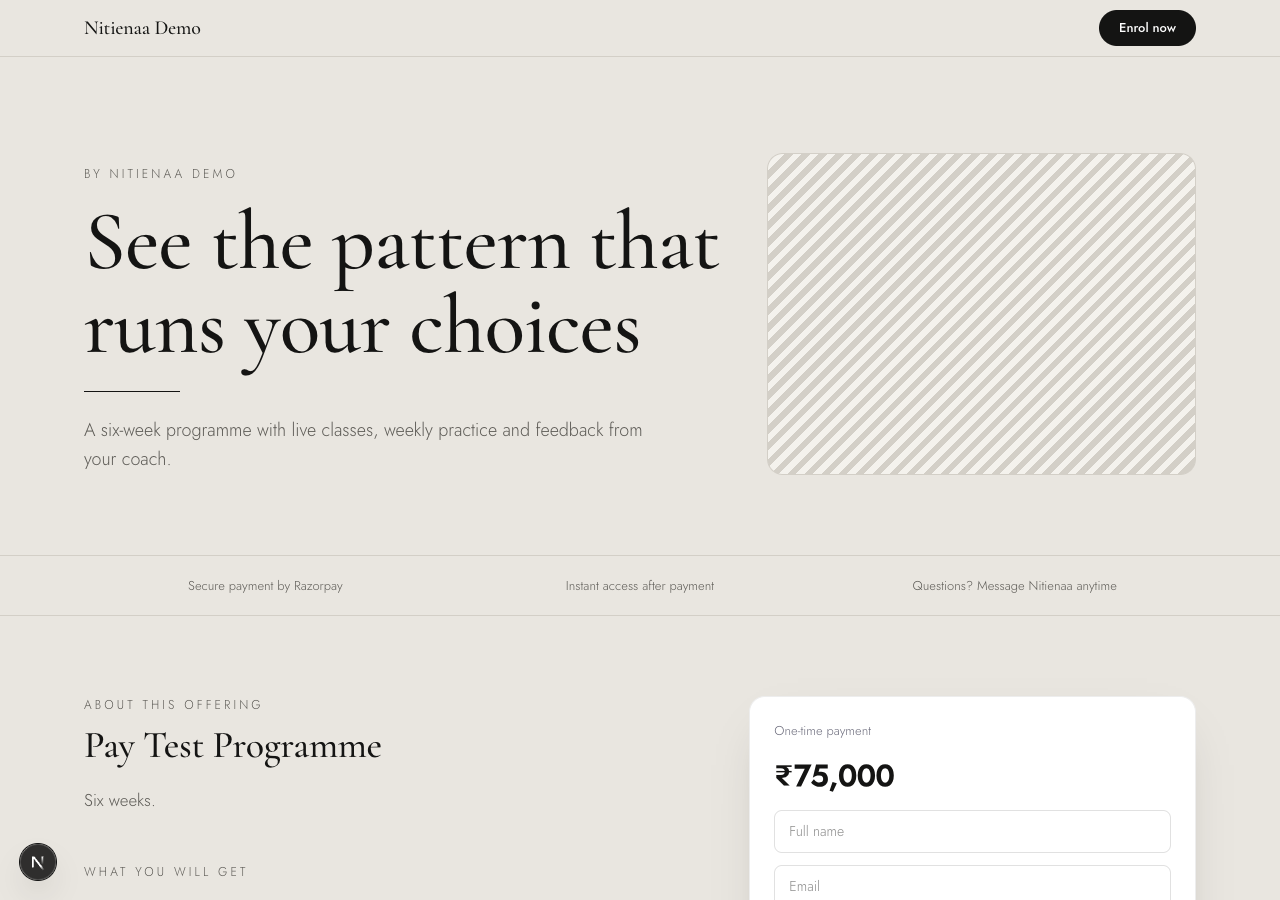 Nitienaa Demo
Enrol now
BY NITIENAA DEMO
See the pattern that
runs your choices
A six-week programme with live classes, weekly practice and feedback from
your coach.
Secure payment by Razorpay
Instant access after payment
Questions? Message Nitienaa anytime
ABOUT THIS OFFERING
Pay Test Programme
Six weeks.
WHAT YOU WILL GET
One-time payment
₹75,000
Full name
Email
N